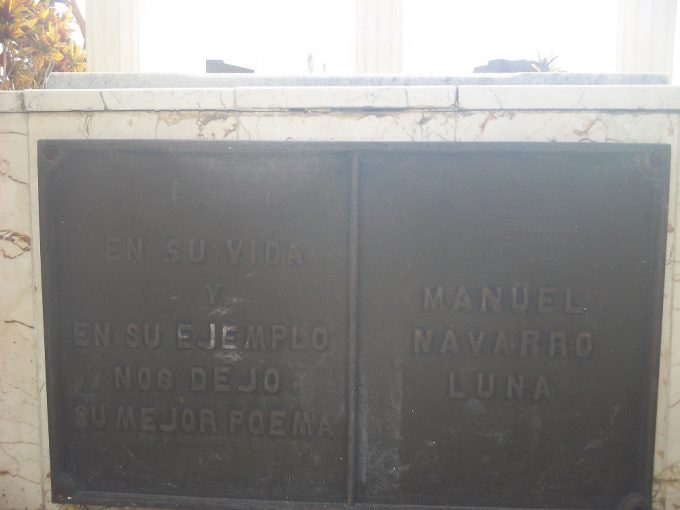 EN SU VIDA
Y
EN SU EJEMPLO
NOS DEJO
SU MEJOR POEMA
MANUEL
NAVARRO
LUNA